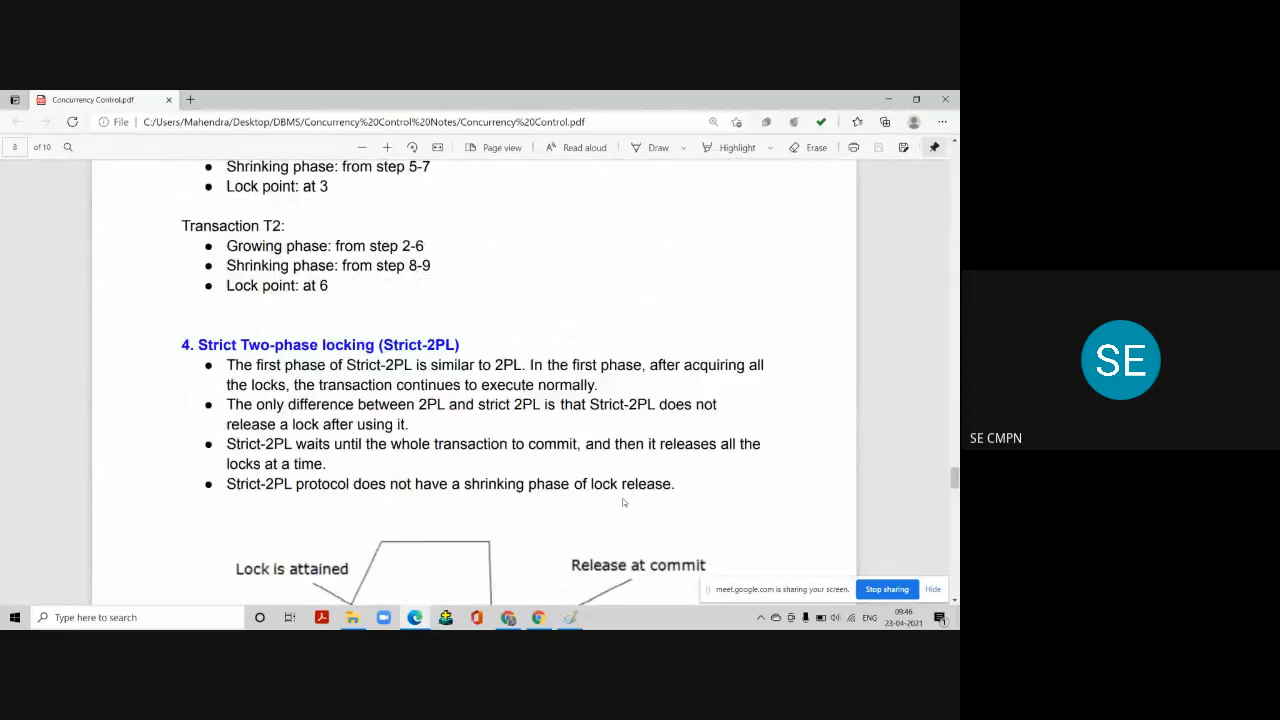 Concurrency Control.pdf
File
C:/Users/Mahendra/Desktop/DBMS/Concurrency%20Control%20Notes/Concurrency%20Control.pdf
8 of 10
Page view
Read aloud
Draw
Highlight
Erase
Shrinking phase: from step 5-7
Lock point: at 3
Transaction T2:
Growing phase: from step 2-6
Shrinking phase: from step 8-9
Lock point: at 6
4. Strict Two-phase locking (Strict-2PL)
The first phase of Strict-2PL is similar to 2PL. In the first phase, after acquiring all
the locks, the transaction continues to execute normally.
The only difference between 2PL and strict 2PL is that Strict-2PL does not
release a lock after using it.
Strict-2PL waits until the whole transaction to commit, and then it releases all the
locks at a time.
Strict-2PL protocol does not have a shrinking phase of lock release.
Lock is attained
Release at commit
meet.google.com is sharing your screen.
Stop sharing
Hide
Type here to search
ENG
09:46
23-04-2021
1
SE
SE CMPN